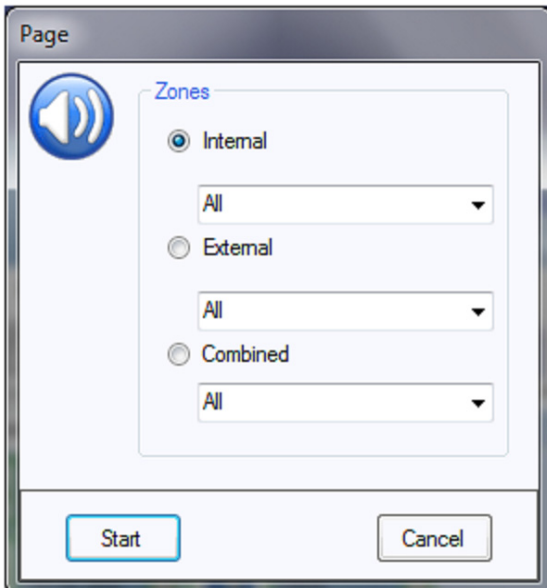 Page
Zones
Internal
All
External
All
Combined
All
Start
Cancel